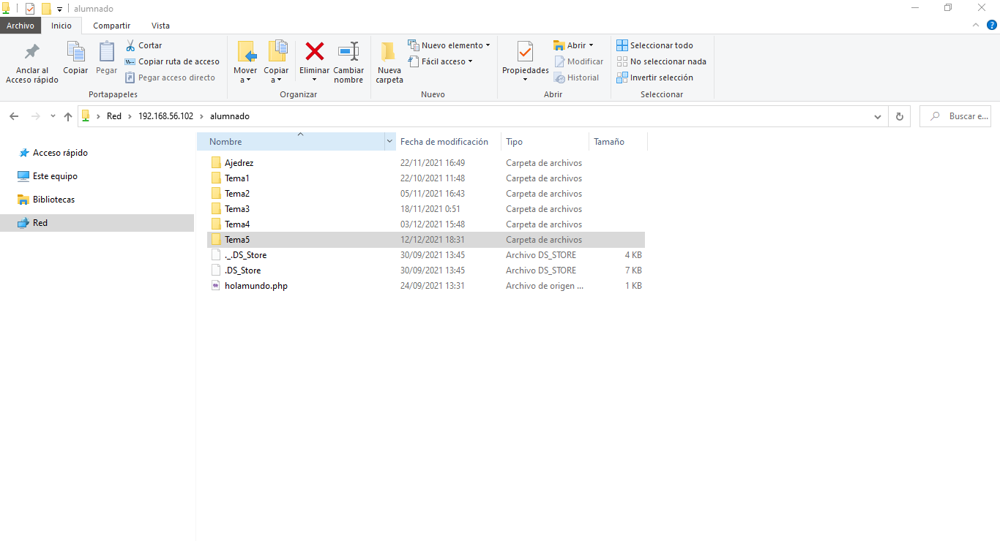 alumnado
Archivo Inicio Compartir Vista
Anclar al Acceso rápido
Copiar
Pegar
Cortar
Copiar ruta de acceso
Pegar acceso directo
Portapapeles
Mover a
Copiar a
Eliminar
Cambiar nombre
Organizar
Nueva carpeta
Nuevo elemento
Fácil acceso
Nuevo
Propiedades
Abrir
Modificar
Historial
Abrir
Seleccionar todo
No seleccionar nada
Invertir selección
Seleccionar
Red > 192.168.56.102 > alumnado
Buscar e...
Acceso rápido
Este equipo
Bibliotecas
Red
Nombre Fecha de modificación Tipo Tamaño
Ajedrez 22/11/2021 16:49 Carpeta de archivos
Tema1 22/10/2021 11:48 Carpeta de archivos
Tema2 05/11/2021 16:43 Carpeta de archivos
Tema3 18/11/2021 0:51 Carpeta de archivos
Tema4 03/12/2021 15:48 Carpeta de archivos
Tema5 12/12/2021 18:31 Carpeta de archivos
._.DS_Store 30/09/2021 13:45 Archivo DS_STORE 4 KB
.DS_Store 30/09/2021 13:45 Archivo DS_STORE 7 KB
holamundo.php 24/09/2021 13:31 Archivo de origen ... 1 KB